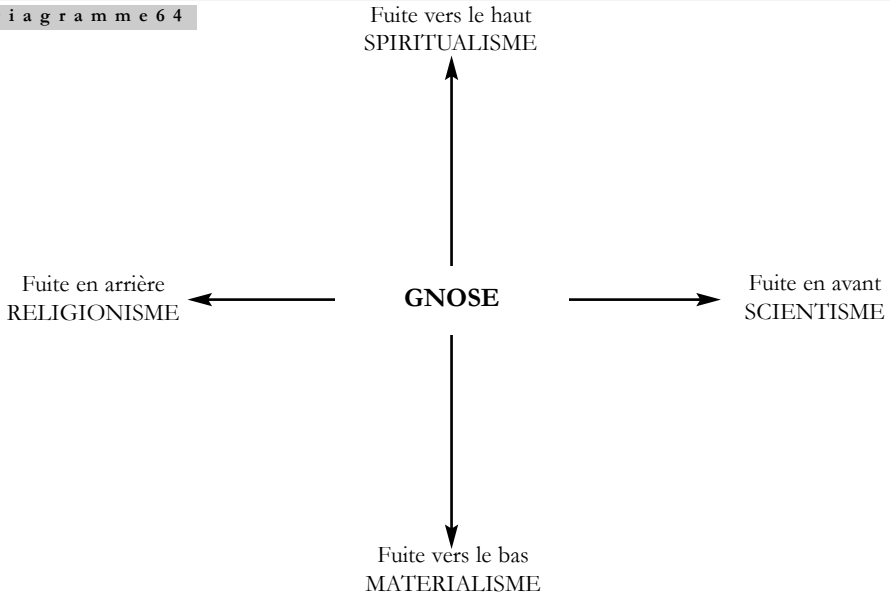 i a g r a m m e 6 4
Fuite vers le haut
SPIRITUALISME
Fuite en arrière
RELIGIONISME
GNOSE
Fuite en avant
SCIENTISME
Fuite vers le bas
MATERIALISME